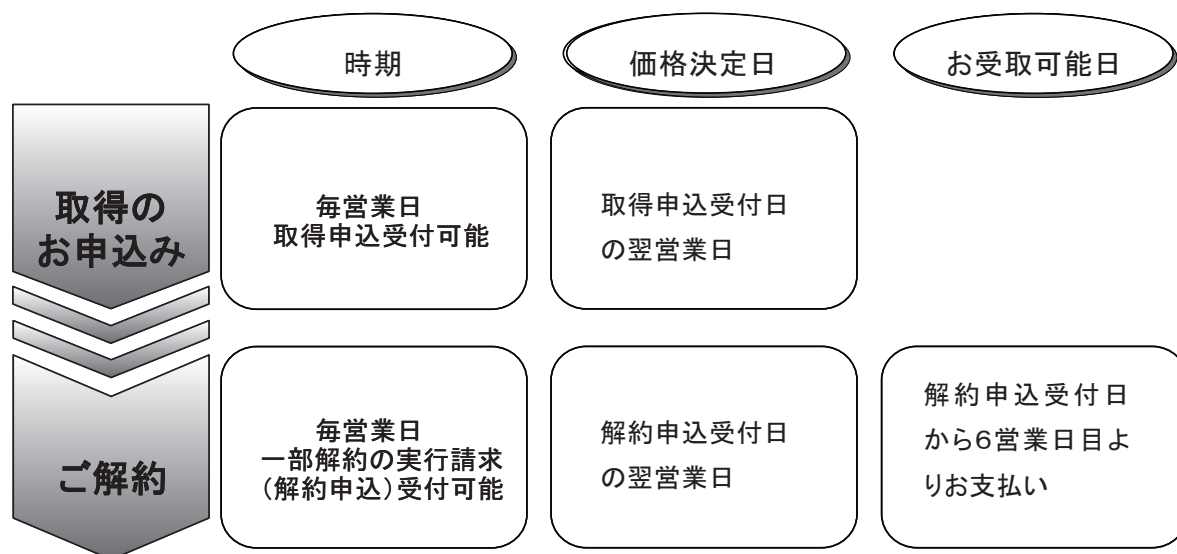 時期
価格決定日
お受取可能日
取得の
お申込み
毎営業日
取得申込受付可能
取得申込受付日
の翌営業日
ご解約
毎営業日
一部解約の実行請求
(解約申込)受付可能
解約申込受付日
の翌営業日
解約申込受付日
から6営業日目よ
りお支払い